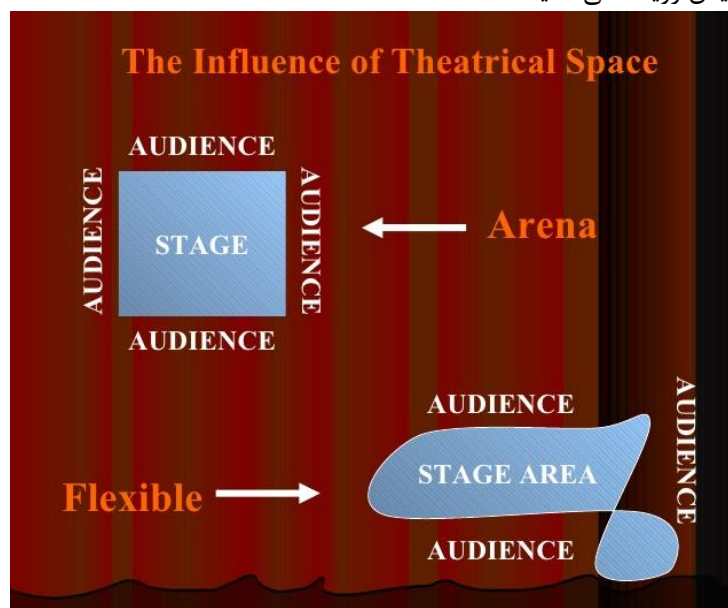 The Influence of Theatrical Space
AUDIENCE
AUDIENCE
STAGE
AUDIENCE
Arena
AUDIENCE
AUDIENCE
AUDIENCE
Flexible
STAGE AREA
AUDIENCE